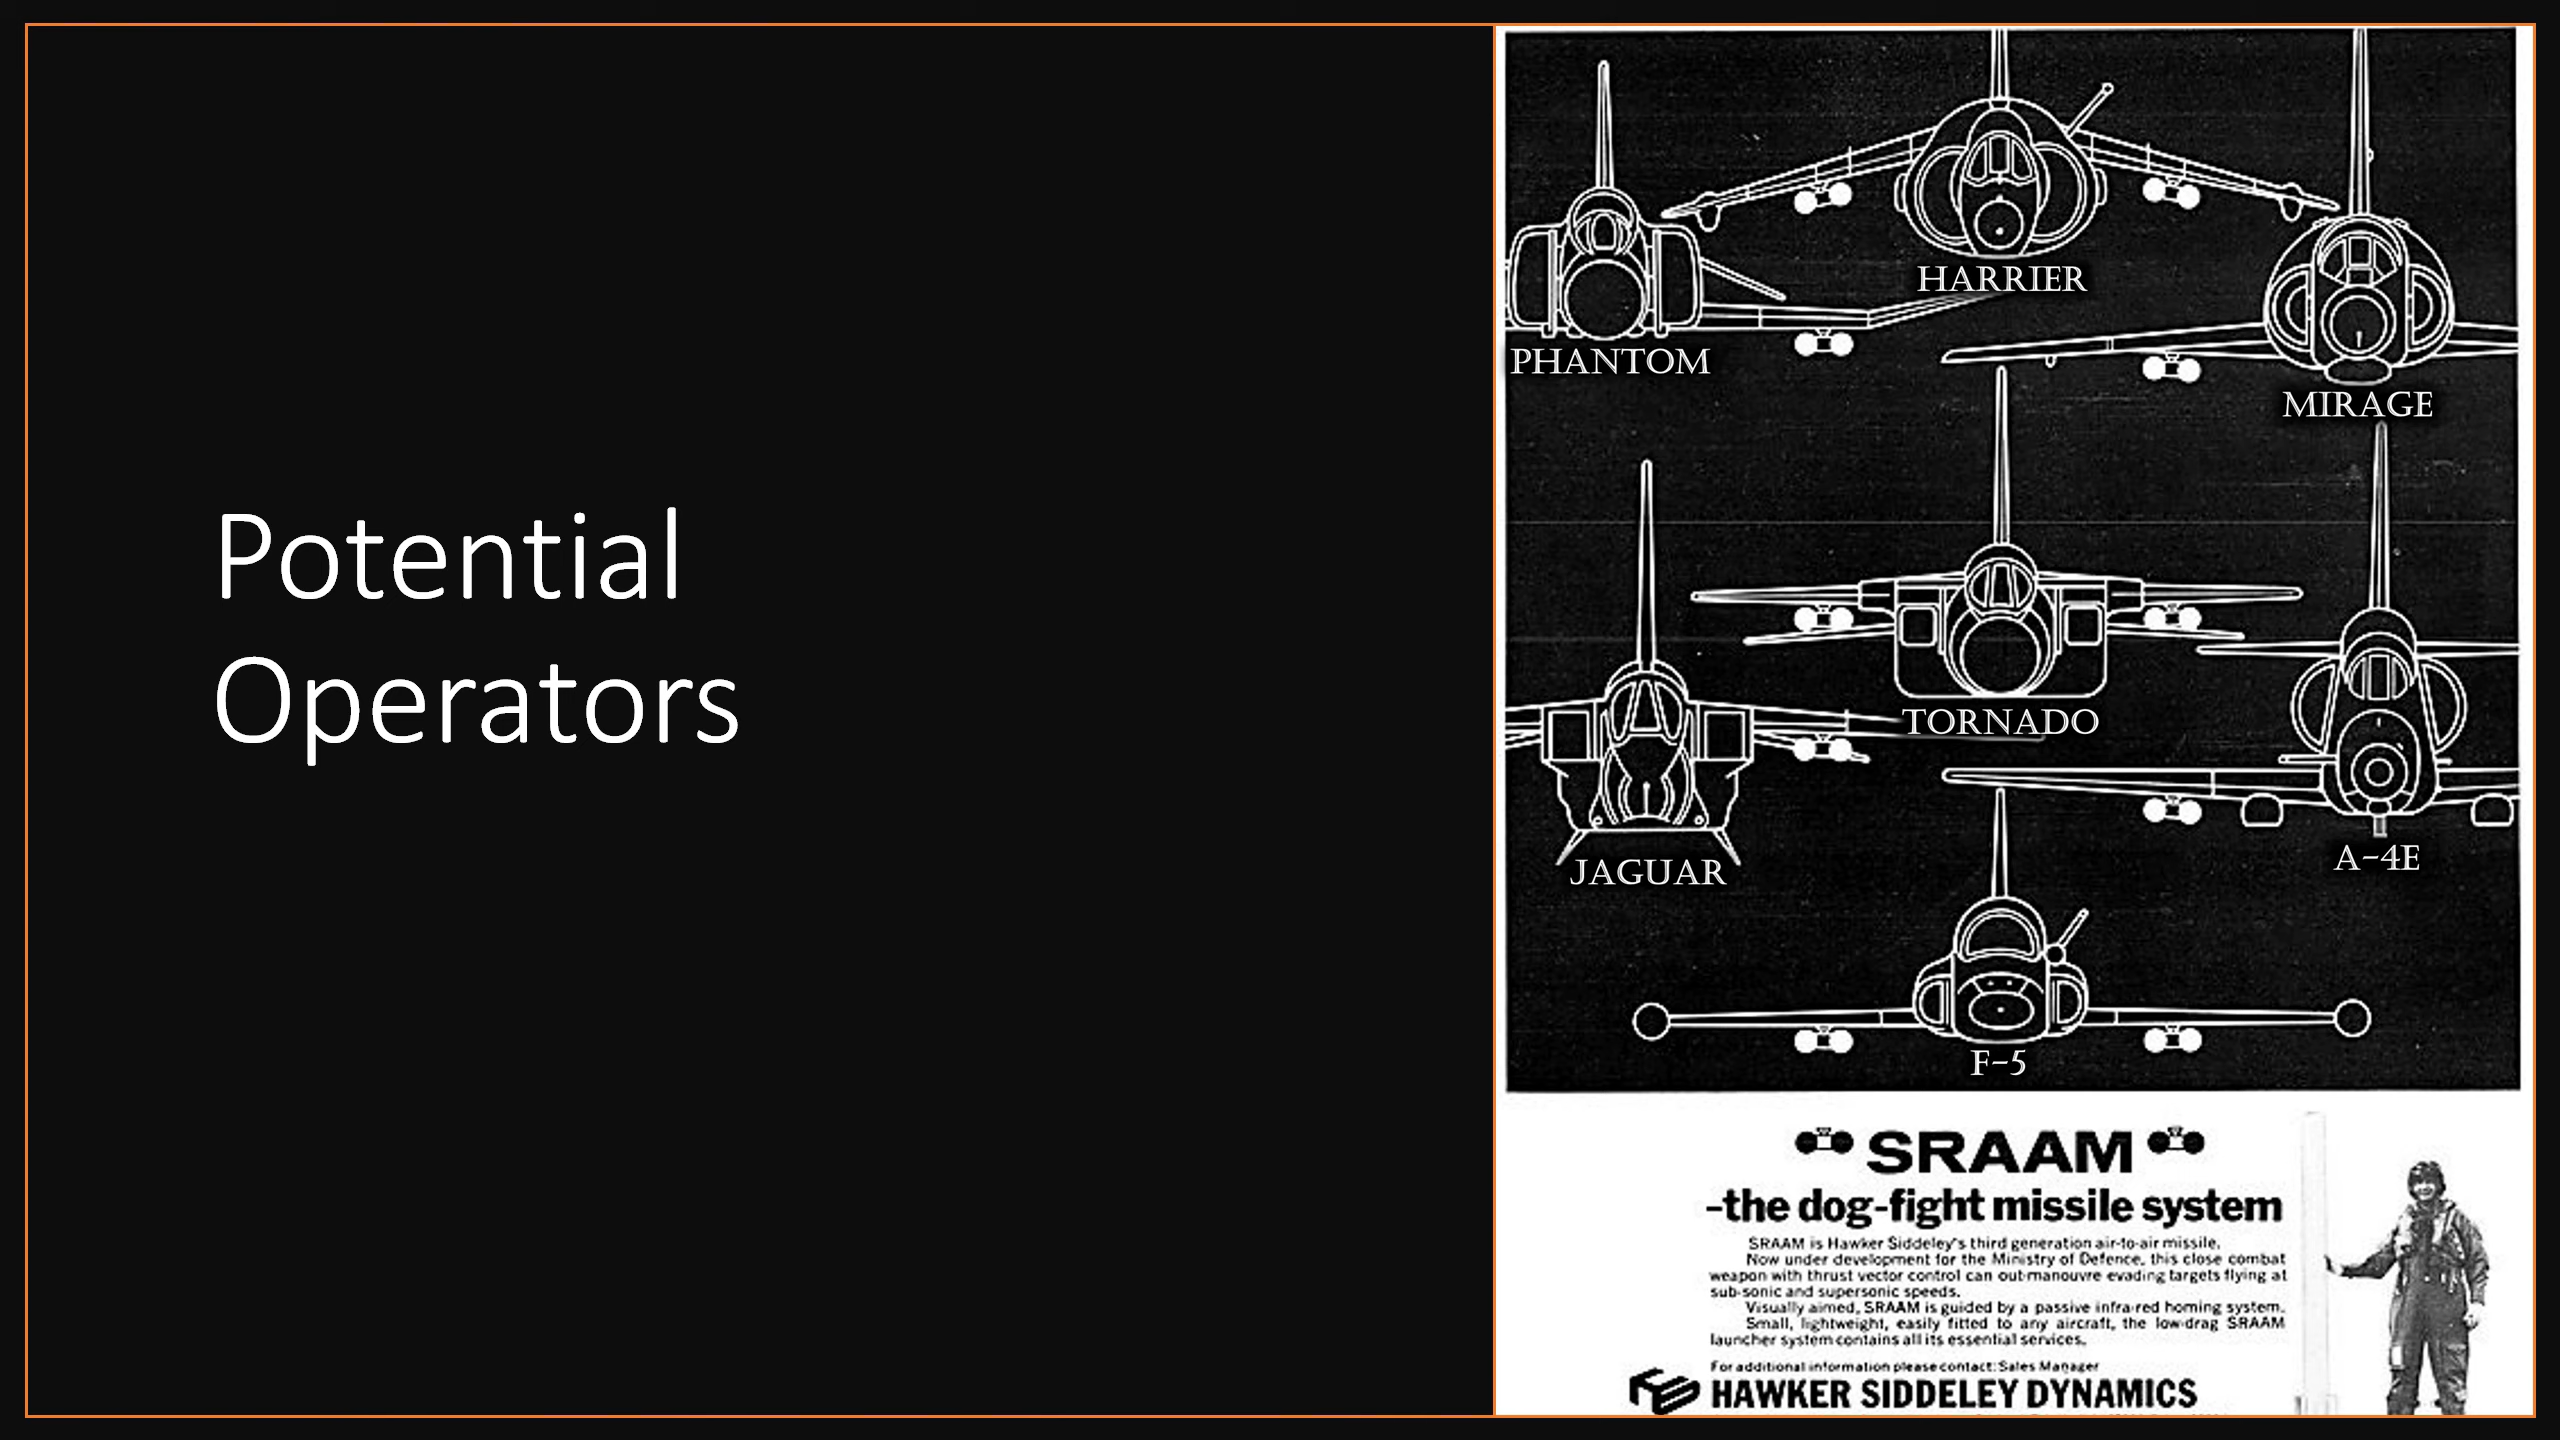 Potential
Operators
HARRIER
PHANTOM
MIRAGE
TORNADO
JAGUAR
A-4E
F-5
SRAAM
-the dog-fight missile system
SRAAM is Hawker Siddeley's third generation air-to-air missile.
Now under development for the Ministry of Defence, this close combat
weapon with thrust vector control can out-manouvre evading targets flying at
sub-sonic and supersonic speeds.
Visually aimed, SRAAM is guided by a passive infra-red homing system.
Small, lightweight, easily fitted to any aircraft, the low-drag SRAAM
launcher system contains all its essential services.
For additional information please contact: Sales Manager
HAWKER SIDDELEY DYNAMICS